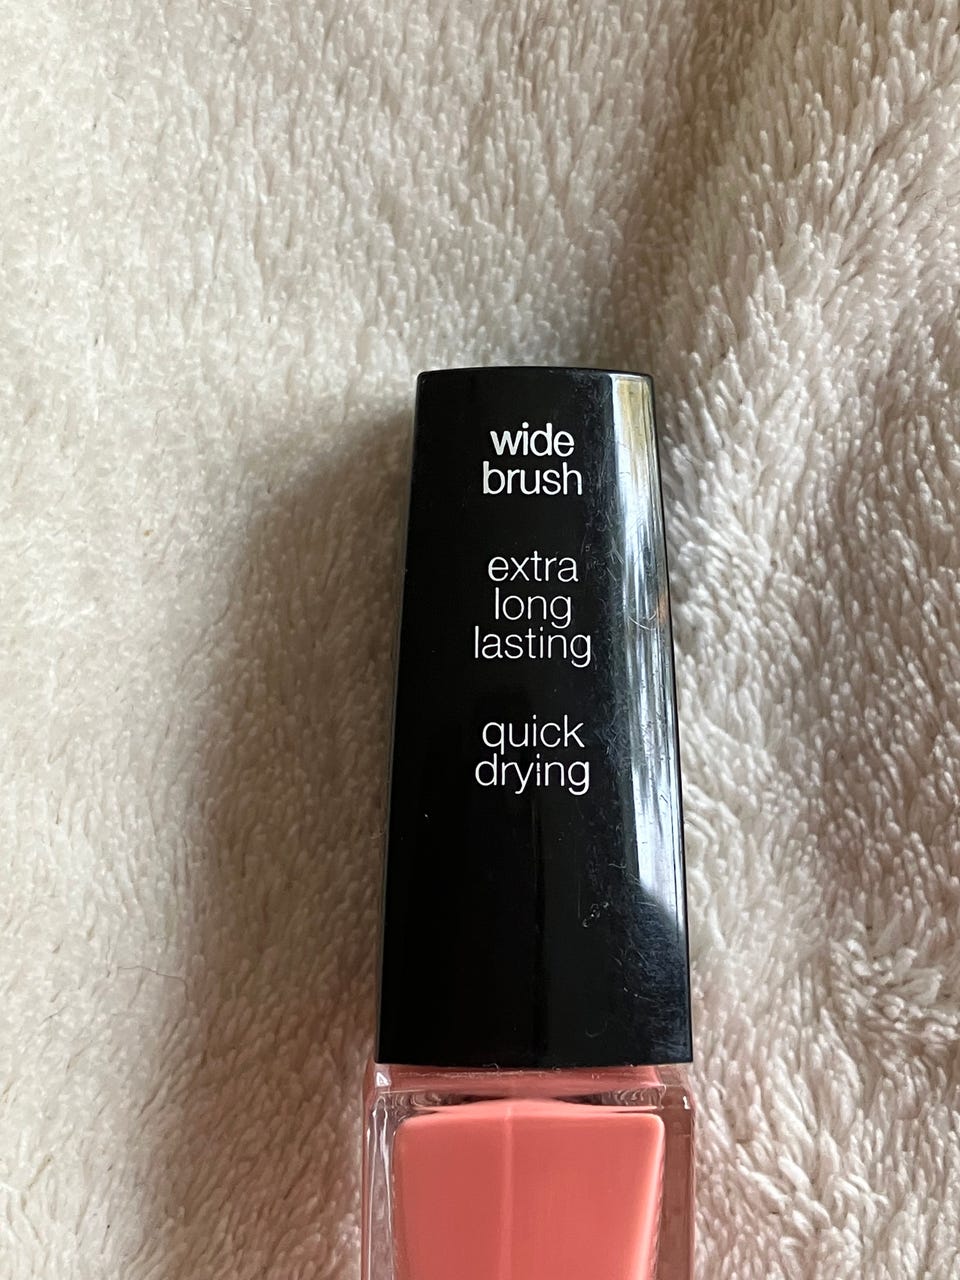 wide
brush
extra
long
lasting
quick
drying